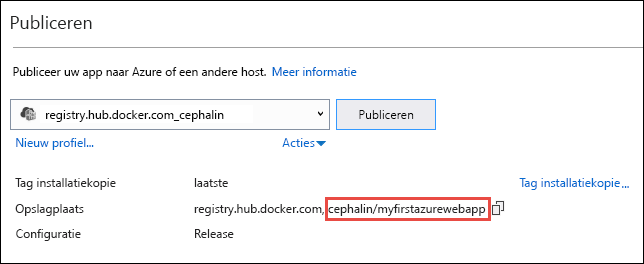 Publiceren
Publiceer uw app naar Azure of een andere host. Meer informatie
registry.hub.docker.com_cephalin Publiceren
Nieuw profiel... Acties
Tag installatiekopie laatste Tag installatiekopie...
Opslagplaats registry.hub.docker.com, cephalin/myfirstazurewebapp
Configuratie Release